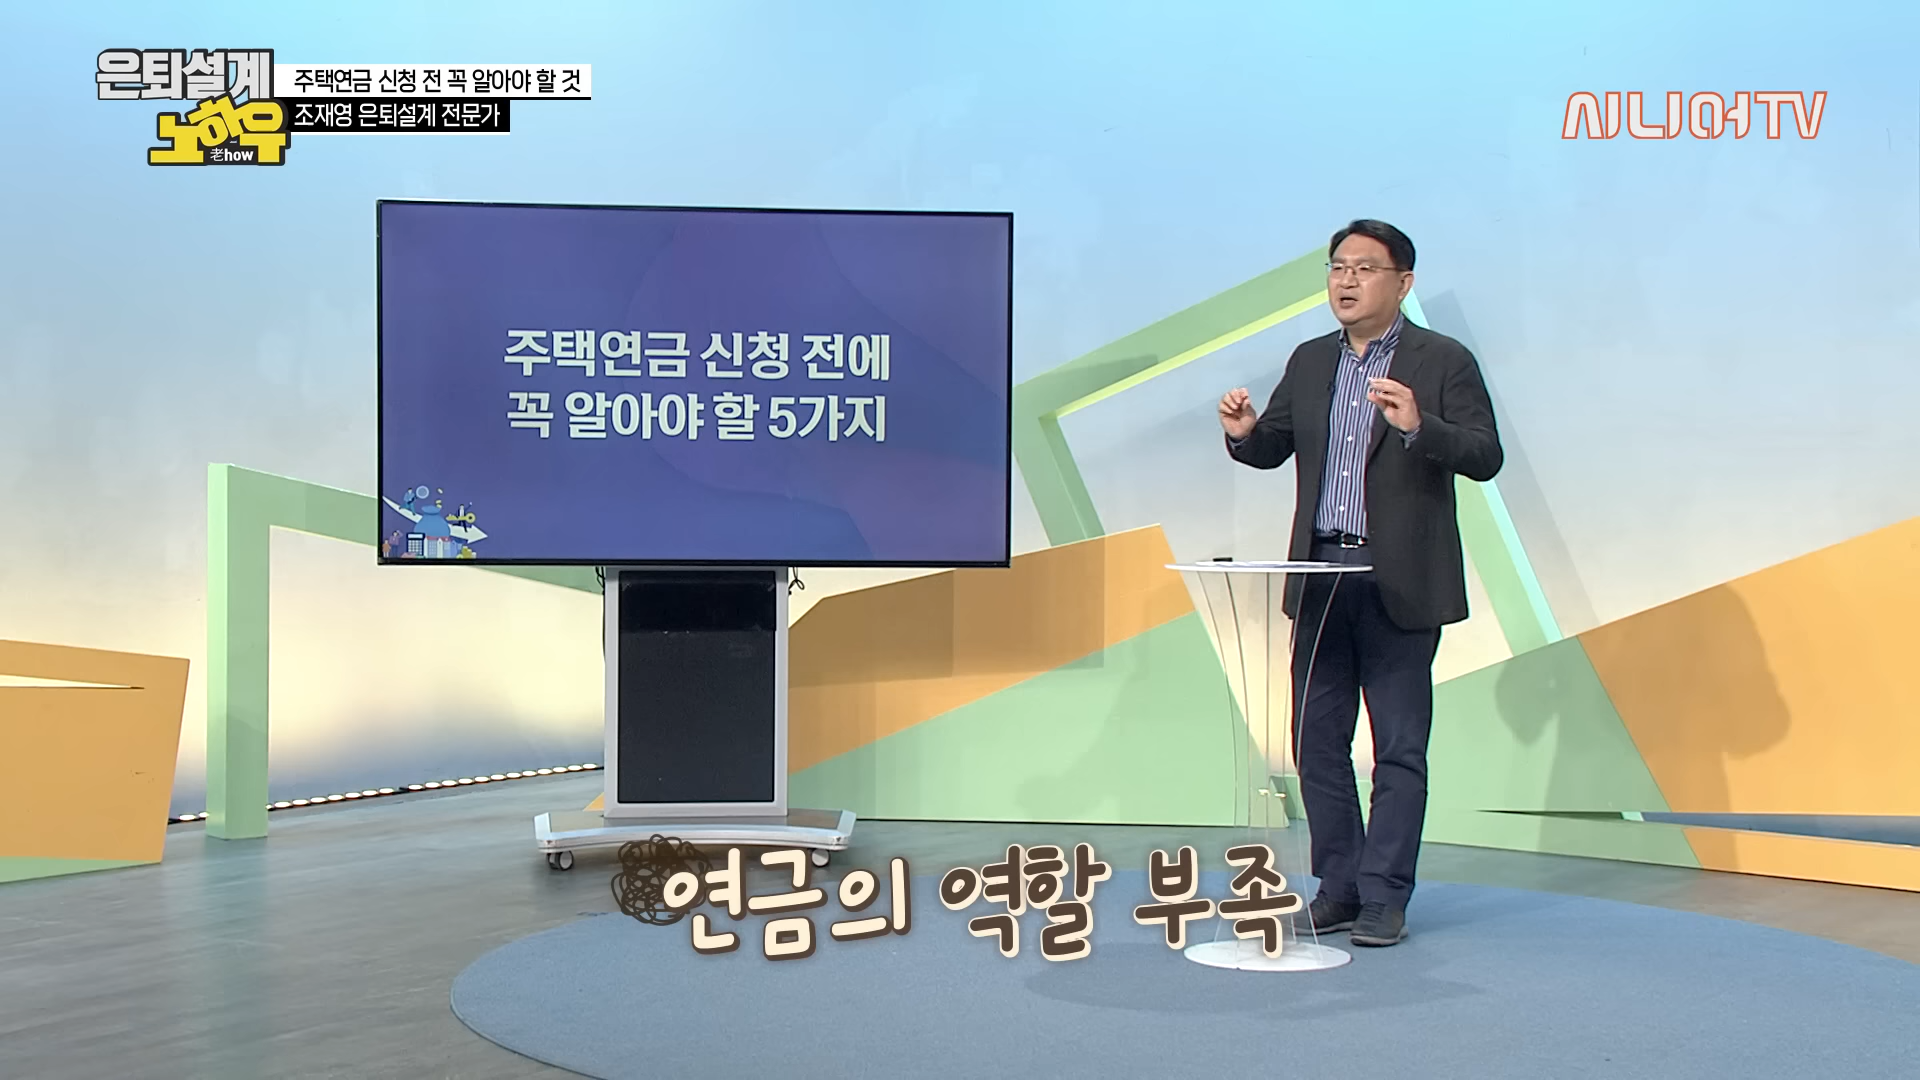 은퇴설계
노하우
老how
주택연금 신청 전 꼭 알아야 할 것
조재영 은퇴설계 전문가
시니어TV
주택연금 신청 전에
꼭 알아야 할 5가지
연금의 역할 부족